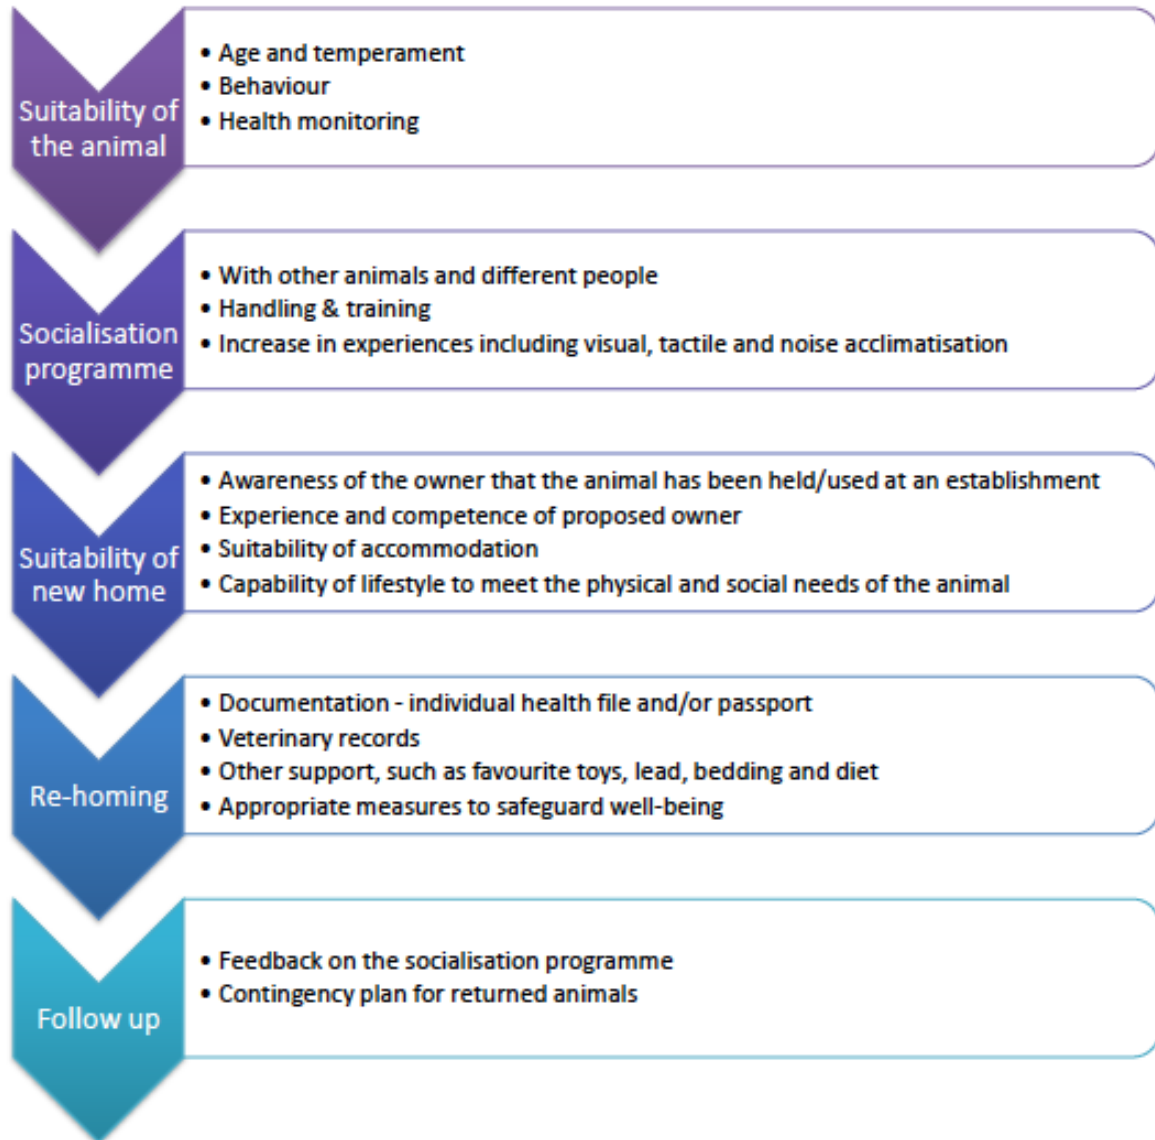 Suitability of
the animal
• Age and temperament
• Behaviour
• Health monitoring
Socialisation
programme
• With other animals and different people
• Handling & training
• Increase in experiences including visual, tactile and noise acclimatisation
Suitability of
new home
• Awareness of the owner that the animal has been held/used at an establishment
• Experience and competence of proposed owner
• Suitability of accommodation
• Capability of lifestyle to meet the physical and social needs of the animal
Re-homing
• Documentation - individual health file and/or passport
• Veterinary records
• Other support, such as favourite toys, lead, bedding and diet
• Appropriate measures to safeguard well-being
Follow up
• Feedback on the socialisation programme
• Contingency plan for returned animals